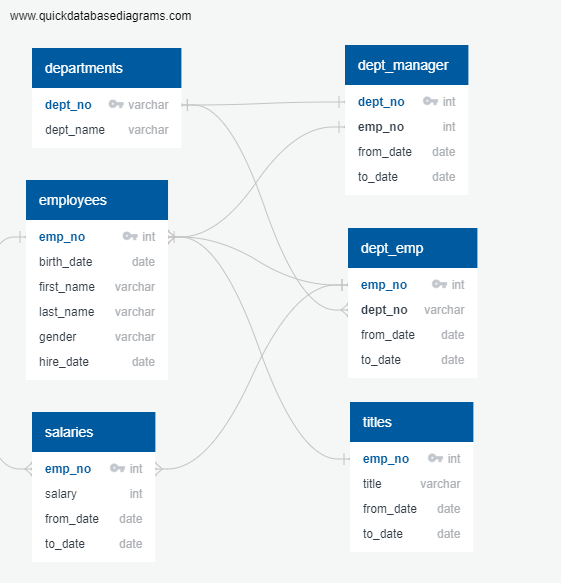 www.quickdatabasediagrams.com
departments
dept_no varchar
dept_name varchar
employees
emp_no int
birth_date date
first_name varchar
last_name varchar
gender varchar
hire_date date
salaries
emp_no int
salary int
from_date date
to_date date
dept_manager
dept_no int
emp_no int
from_date date
to_date date
dept_emp
emp_no int
dept_no varchar
from_date date
to_date date
titles
emp_no int
title varchar
from_date date
to_date date